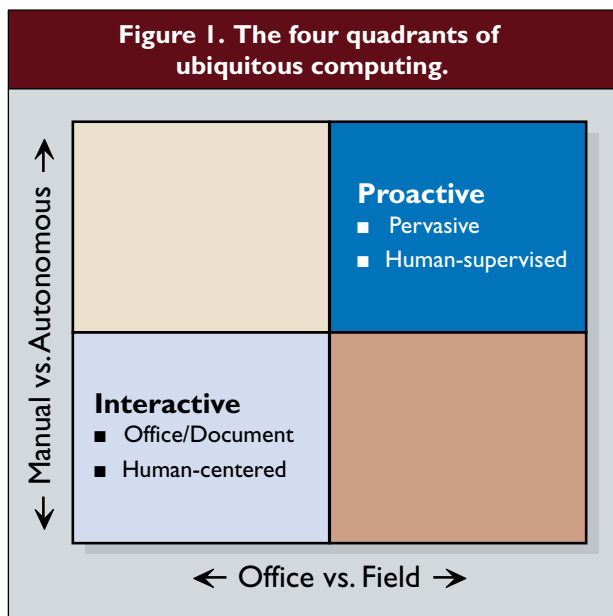 Figure 1. The four quadrants of
ubiquitous computing.
← Manual vs. Autonomous →
Proactive
■ Pervasive
■ Human-supervised
Interactive
■ Office/Document
■ Human-centered
← Office vs. Field →